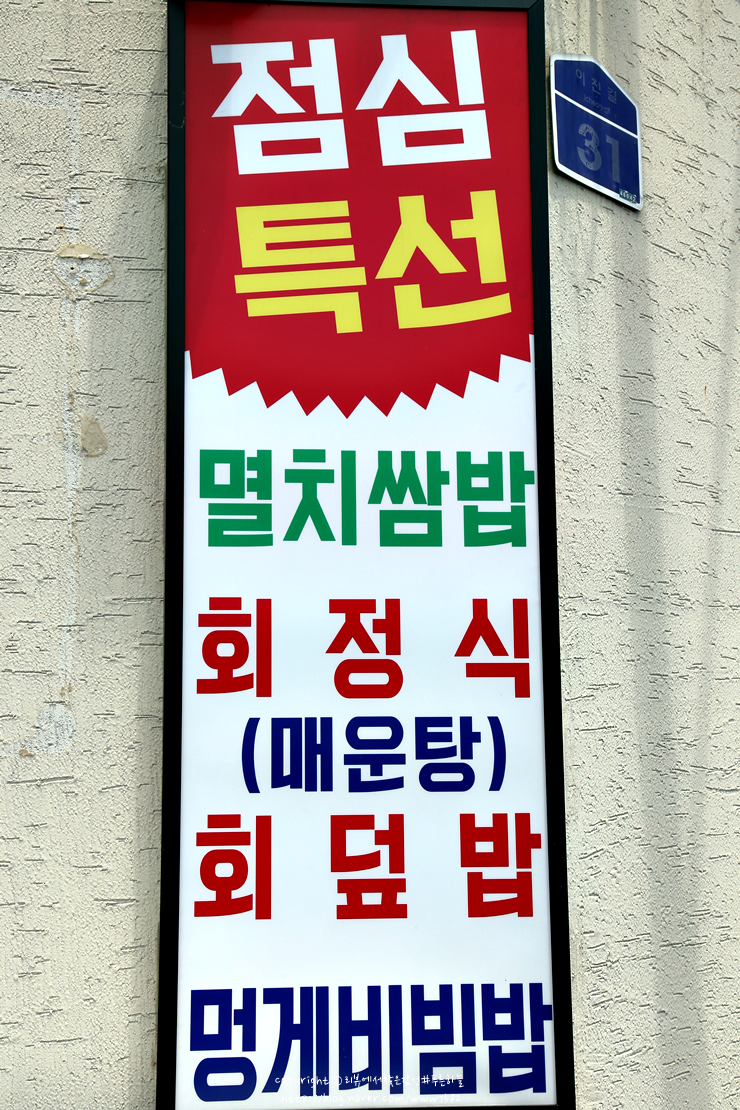 점심
특선
멸치쌈밥
회 정 식
(매운탕)
회 덮 밥
멍게비빔밥
31